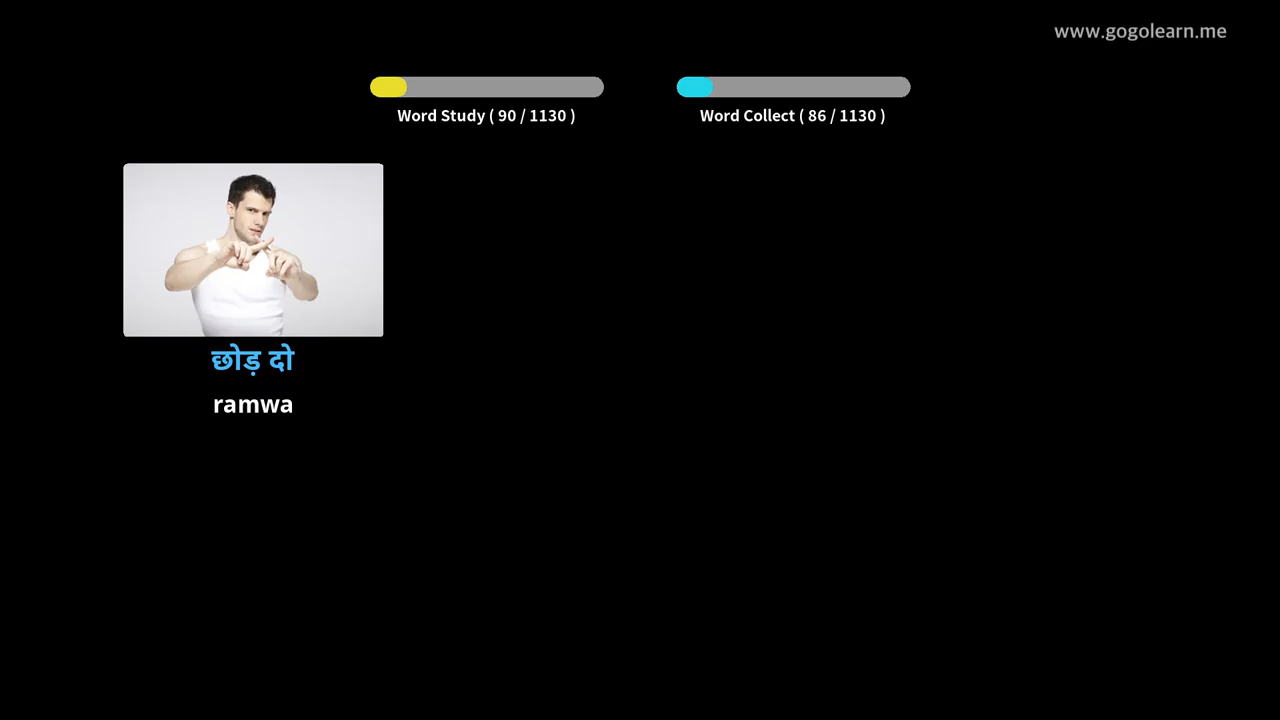 www.gogolearn.me
Word Study ( 90 / 1130 )
Word Collect ( 86 / 1130 )
छोड़ दो
ramwa